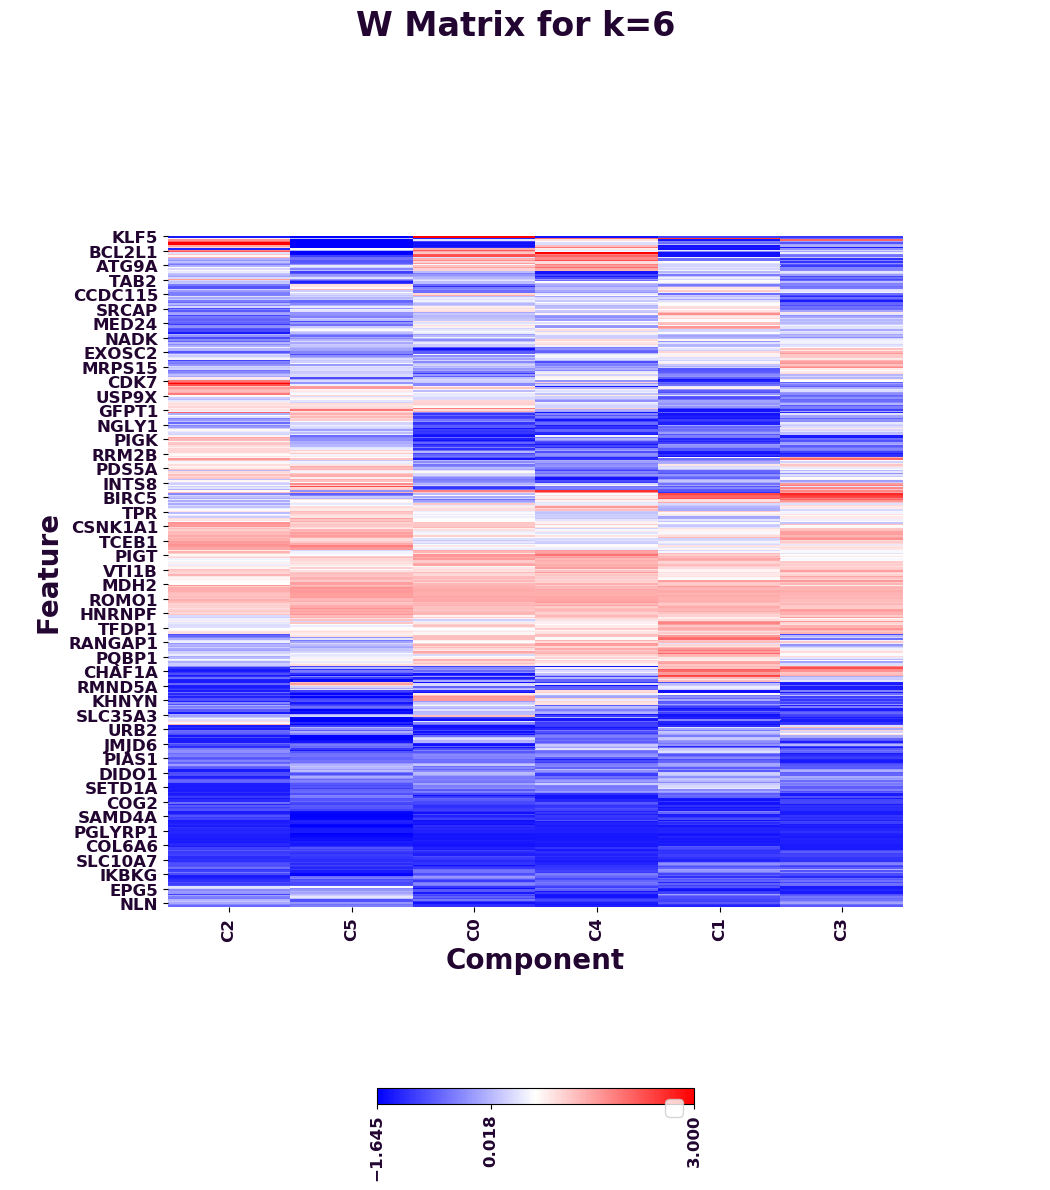 W Matrix for k=6
Feature
KLF5
BCL2L1
ATG9A
TAB2
CCDC115
SRCAP
MED24
NADK
EXOSC2
MRPS15
CDK7
USP9X
GFPT1
NGLY1
PIGK
RRM2B
PDS5A
INTS8
BIRC5
TPR
CSNK1A1
TCEB1
PIGT
VTI1B
MDH2
ROMO1
HNRNPF
TFDP1
RANGAP1
PQBP1
CHAF1A
RMND5A
KHNYN
SLC35A3
URB2
JMJD6
PIAS1
DIDO1
SETD1A
COG2
SAMD4A
PGLYRP1
COL6A6
SLC10A7
IKBKG
EPG5
NLN
C2 C5 C0 C4 C1 C3
Component
−1.645 0.018 3.000